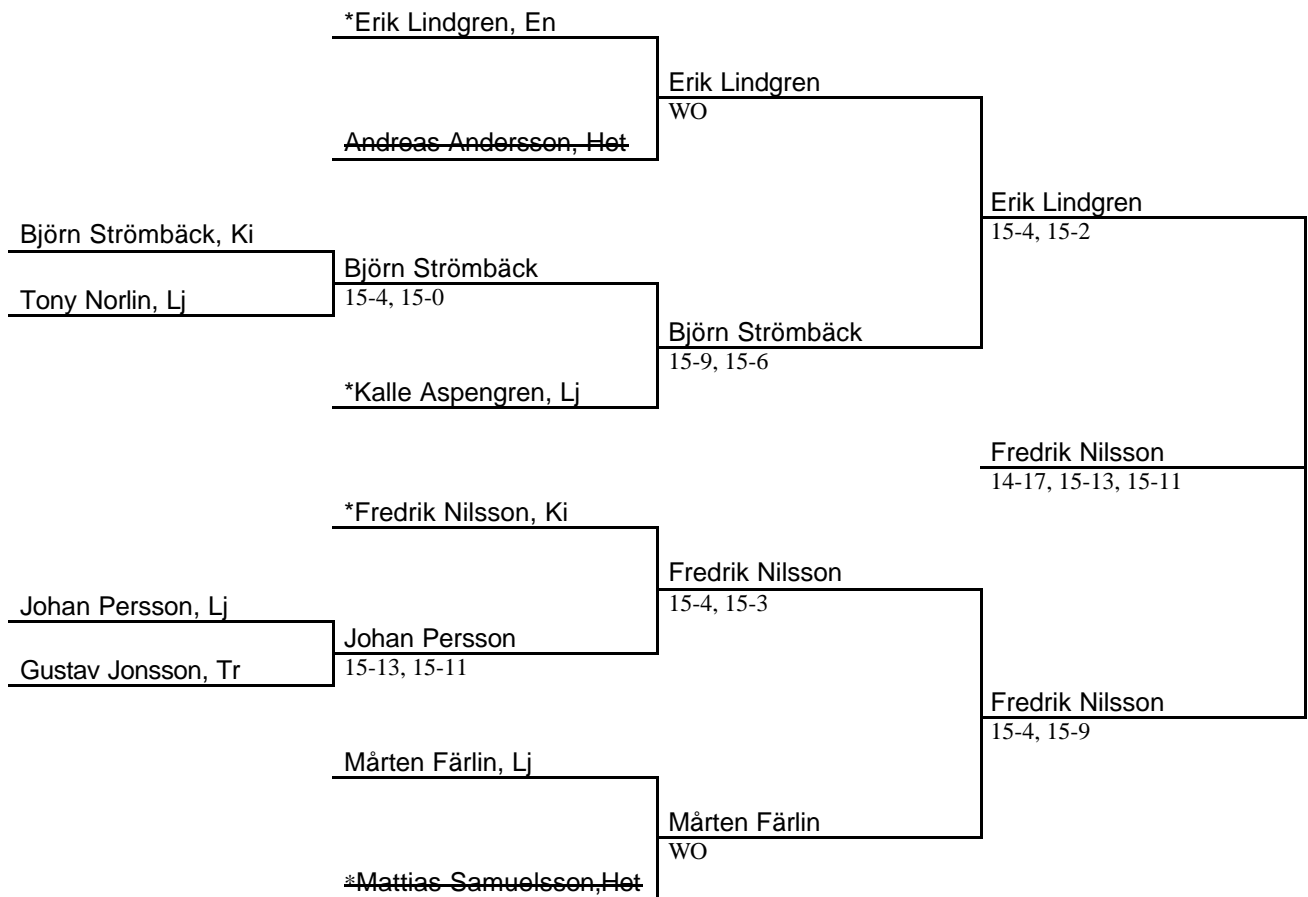 *Erik Lindgren, En
Erik Lindgren
WO
Andreas Andersson, Het
Erik Lindgren
15-4, 15-2
Björn Strömbäck, Ki
Björn Strömbäck
15-4, 15-0
Tony Norlin, Lj
Björn Strömbäck
15-9, 15-6
*Kalle Aspengren, Lj
Fredrik Nilsson
14-17, 15-13, 15-11
*Fredrik Nilsson, Ki
Fredrik Nilsson
15-4, 15-3
Johan Persson, Lj
Johan Persson
15-13, 15-11
Gustav Jonsson, Tr
Fredrik Nilsson
15-4, 15-9
Mårten Färlin, Lj
Mårten Färlin
WO
*Mattias Samuelsson,Het